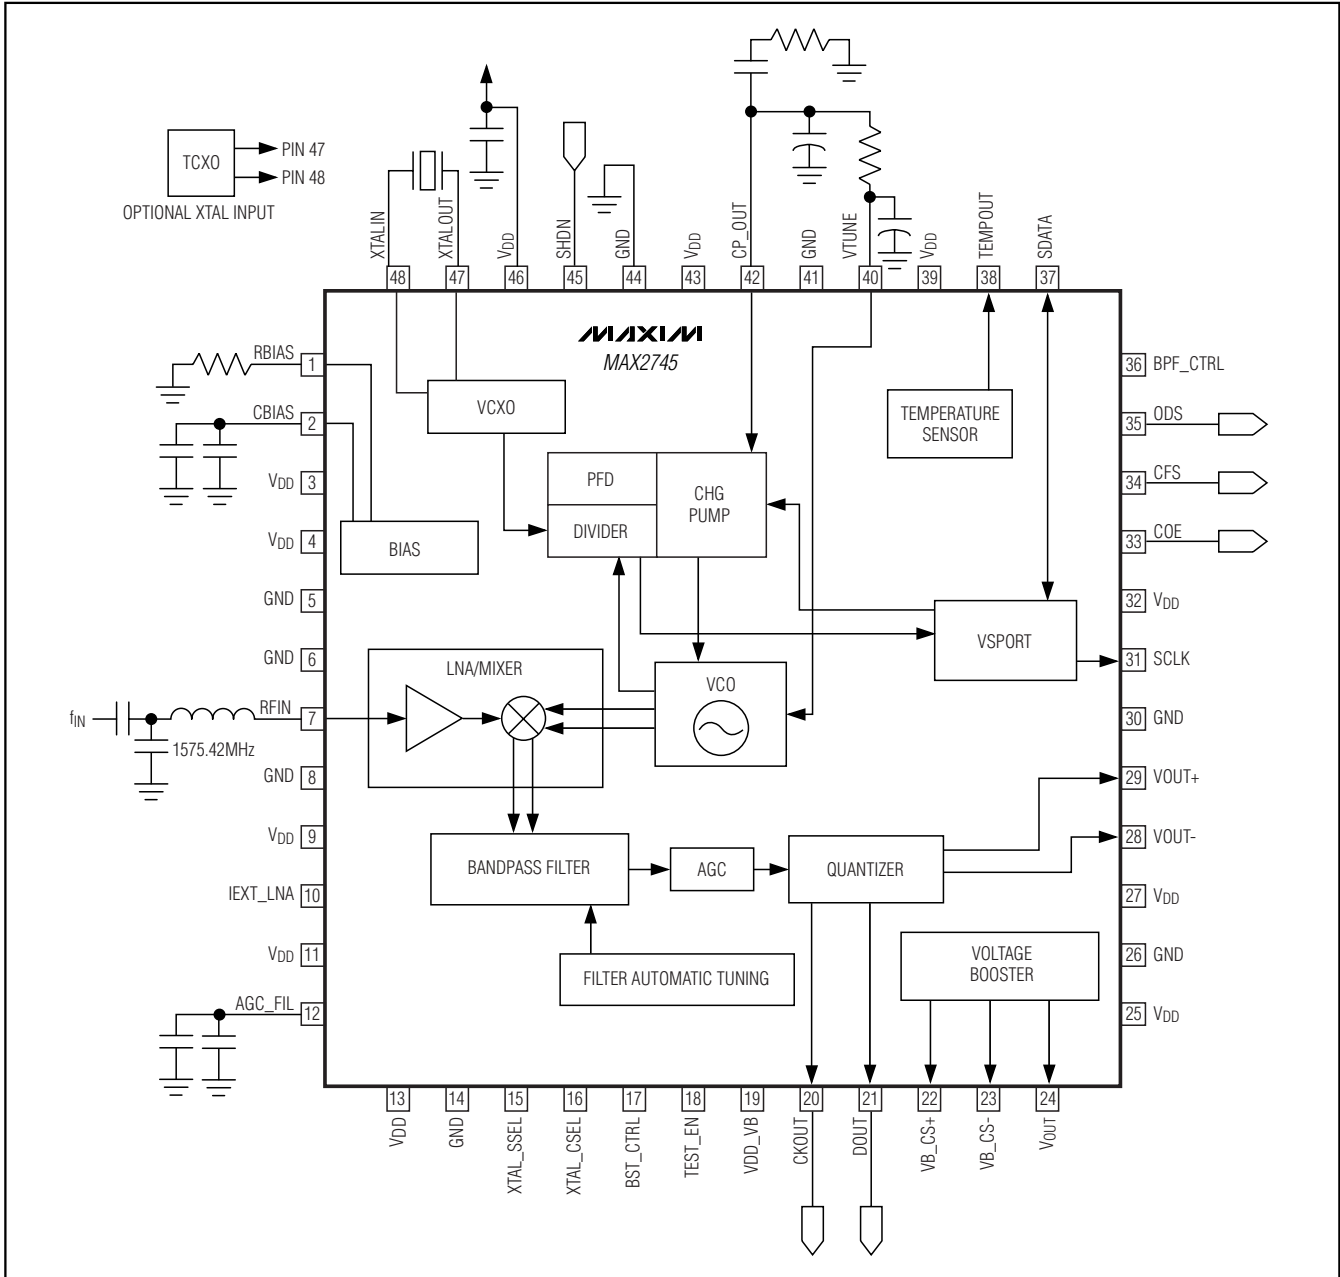 TCXO
PIN 47
PIN 48
OPTIONAL XTAL INPUT
XTALIN
XTALOUT
VDD
SHDN
GND
VDD
CP_OUT
GND
VTUNE
VDD
TEMPOUT
SDATA
48
47
46
45
44
43
42
41
40
39
38
37
MAXIM
MAX2745
RBIAS
1
CBIAS
2
VDD 3
VDD 4
GND 5
GND 6
fIN
RFIN
7
1575.42MHz
GND 8
VDD 9
IEXT_LNA 10
VDD 11
AGC_FIL
12
VCXO
BIAS
PFD
DIVIDER
CHG
PUMP
TEMPERATURE
SENSOR
VSPORT
LNA/MIXER
VCO
BANDPASS FILTER
AGC
QUANTIZER
FILTER AUTOMATIC TUNING
VOLTAGE
BOOSTER
36 BPF_CTRL
35 ODS
34 CFS
33 COE
32 VDD
31 SCLK
30 GND
29 VOUT+
28 VOUT-
27 VDD
26 GND
25 VDD
13
14
15
16
17
18
19
20
21
22
23
24
VDD
GND
XTAL_SSEL
XTAL_CSEL
BST_CTRL
TEST_EN
VDD_VB
CKOUT
DOUT
VB_CS+
VB_CS-
VOUT